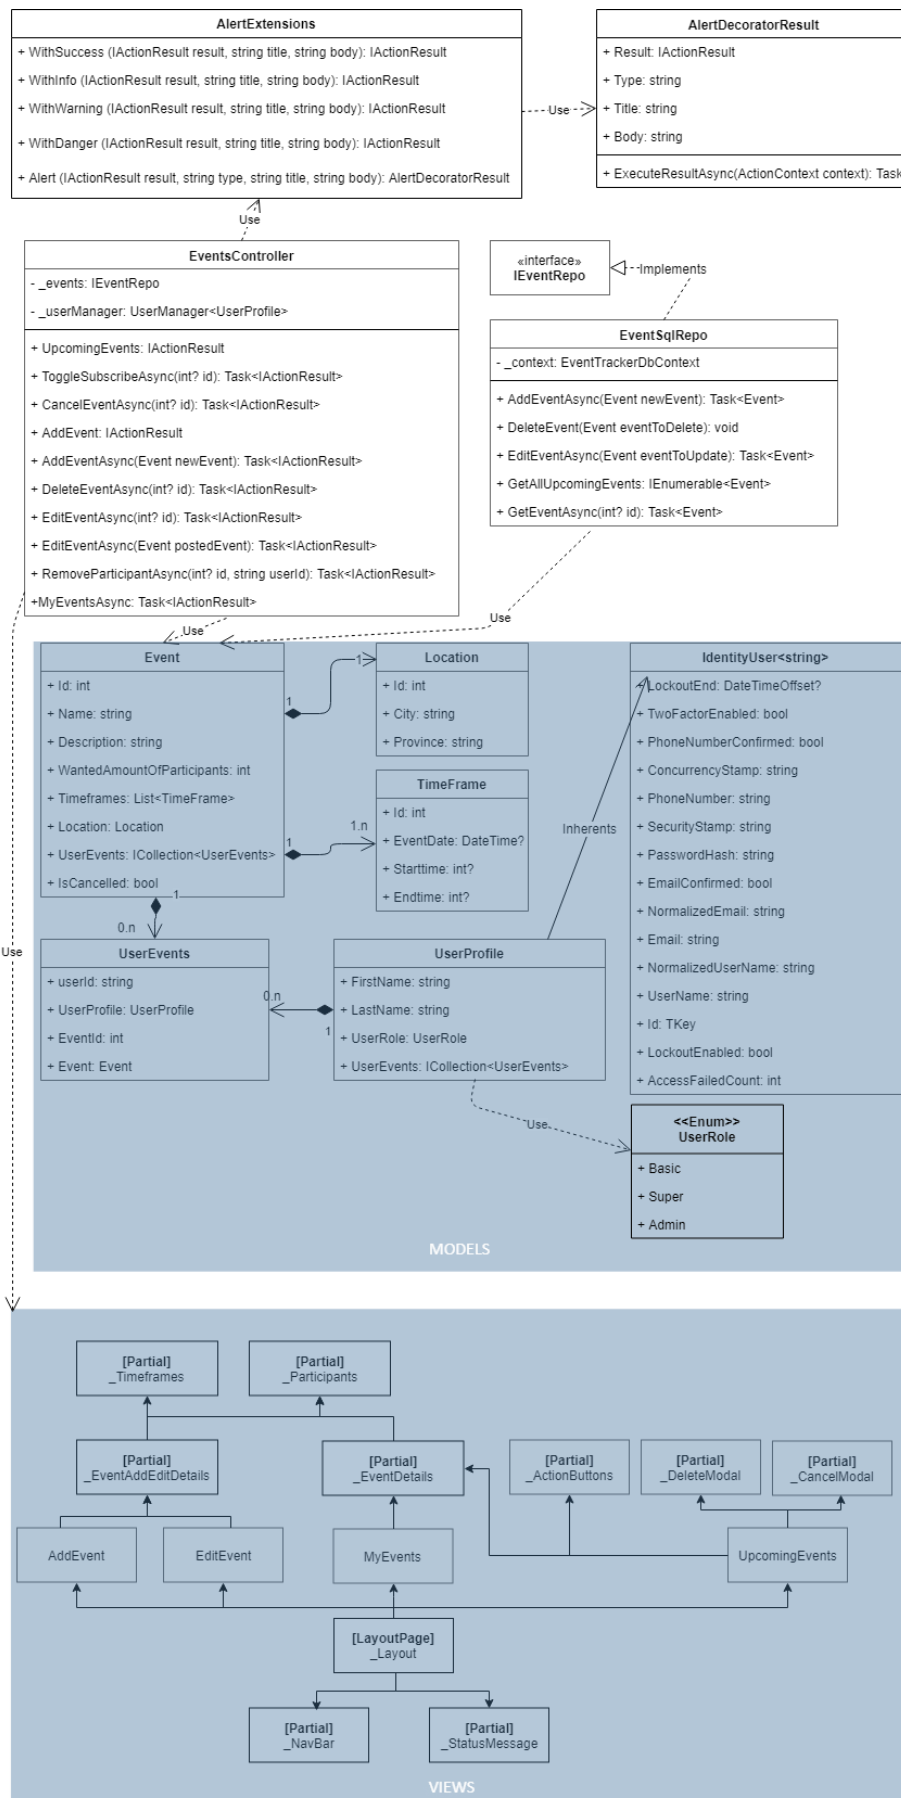 AlertExtensions
+ WithSuccess (IActionResult result, string title, string body): IActionResult
+ WithInfo (IActionResult result, string title, string body): IActionResult
+ WithWarning (IActionResult result, string title, string body): IActionResult
+ WithDanger (IActionResult result, string title, string body): IActionResult
+ Alert (IActionResult result, string type, string title, string body): AlertDecoratorResult
Use
AlertDecoratorResult
+ Result: IActionResult
+ Type: string
+ Title: string
+ Body: string
+ ExecuteResultAsync(ActionContext context): Task
Use
EventsController
- _events: IEventRepo
- _userManager: UserManager<UserProfile>
+ UpcomingEvents: IActionResult
+ ToggleSubscribeAsync(int? id): Task<IActionResult>
+ CancelEventAsync(int? id): Task<IActionResult>
+ AddEvent: IActionResult
+ AddEventAsync(Event newEvent): Task<IActionResult>
+ DeleteEventAsync(int? id): Task<IActionResult>
+ EditEventAsync(int? id): Task<IActionResult>
+ EditEventAsync(Event postedEvent): Task<IActionResult>
+ RemoveParticipantAsync(int? id, string userId): Task<IActionResult>
+MyEventsAsync: Task<IActionResult>
«interface»
IEventRepo
Implements
EventSqlRepo
- _context: EventTrackerDbContext
+ AddEventAsync(Event newEvent): Task<Event>
+ DeleteEvent(Event eventToDelete): void
+ EditEventAsync(Event eventToUpdate): Task<Event>
+ GetAllUpcomingEvents: IEnumerable<Event>
+ GetEventAsync(int? id): Task<Event>
Use
Use
Event
+ Id: int
+ Name: string
+ Description: string
+ WantedAmountOfParticipants: int
+ Timeframes: List<TimeFrame>
+ Location: Location
+ UserEvents: ICollection<UserEvents>
+ IsCancelled: bool
1
1
Location
+ Id: int
+ City: string
+ Province: string
1
1.n
TimeFrame
+ Id: int
+ EventDate: DateTime?
+ Starttime: int?
+ Endtime: int?
1
0.n
IdentityUser<string>
+ LockoutEnd: DateTimeOffset?
+ TwoFactorEnabled: bool
+ PhoneNumberConfirmed: bool
+ ConcurrencyStamp: string
+ PhoneNumber: string
+ SecurityStamp: string
+ PasswordHash: string
+ EmailConfirmed: bool
+ NormalizedEmail: string
+ Email: string
+ NormalizedUserName: string
+ UserName: string
+ Id: TKey
+ LockoutEnabled: bool
+ AccessFailedCount: int
Inherents
Use
UserEvents
+ userId: string
+ UserProfile: UserProfile
+ EventId: int
+ Event: Event
0.n
1
UserProfile
+ FirstName: string
+ LastName: string
+ UserRole: UserRole
+ UserEvents: ICollection<UserEvents>
Use
<<Enum>>
UserRole
+ Basic
+ Super
+ Admin
MODELS
[Partial]
_Timeframes
[Partial]
_Participants
[Partial]
_EventAddEditDetails
[Partial]
_EventDetails
[Partial]
_ActionButtons
[Partial]
_DeleteModal
[Partial]
_CancelModal
AddEvent
EditEvent
MyEvents
UpcomingEvents
[LayoutPage]
_Layout
[Partial]
_NavBar
[Partial]
_StatusMessage
VIEWS